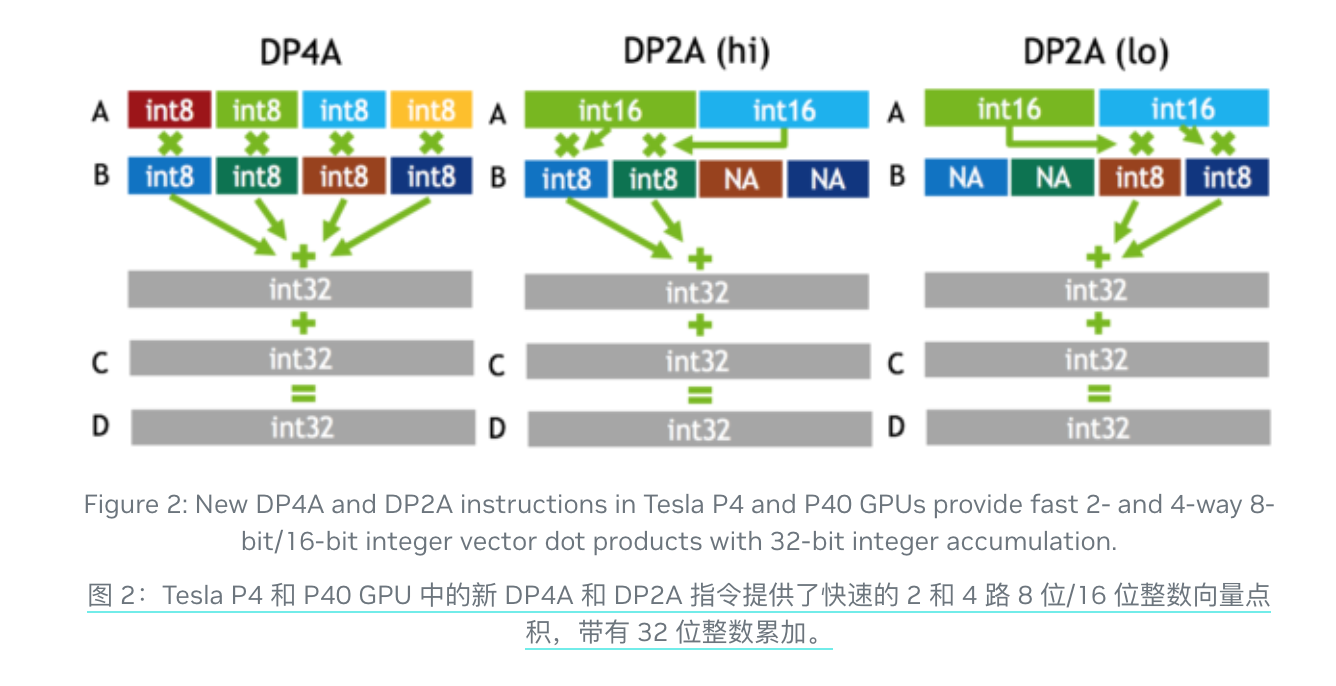 DP4A
A int8 int8 int8 int8
B int8 int8 int8 int8
+
int32
+
C int32
=
D int32
DP2A (hi)
A int16 int16
B int8 int8 NA NA
+
int32
+
C int32
=
D int32
DP2A (lo)
A int16 int16
B NA NA int8 int8
+
int32
+
C int32
=
D int32
Figure 2: New DP4A and DP2A instructions in Tesla P4 and P40 GPUs provide fast 2- and 4-way 8-
bit/16-bit integer vector dot products with 32-bit integer accumulation.
图 2：Tesla P4 和 P40 GPU 中的新 DP4A 和 DP2A 指令提供了快速的 2 和 4 路 8 位/16 位整数向量点
积，带有 32 位整数累加。